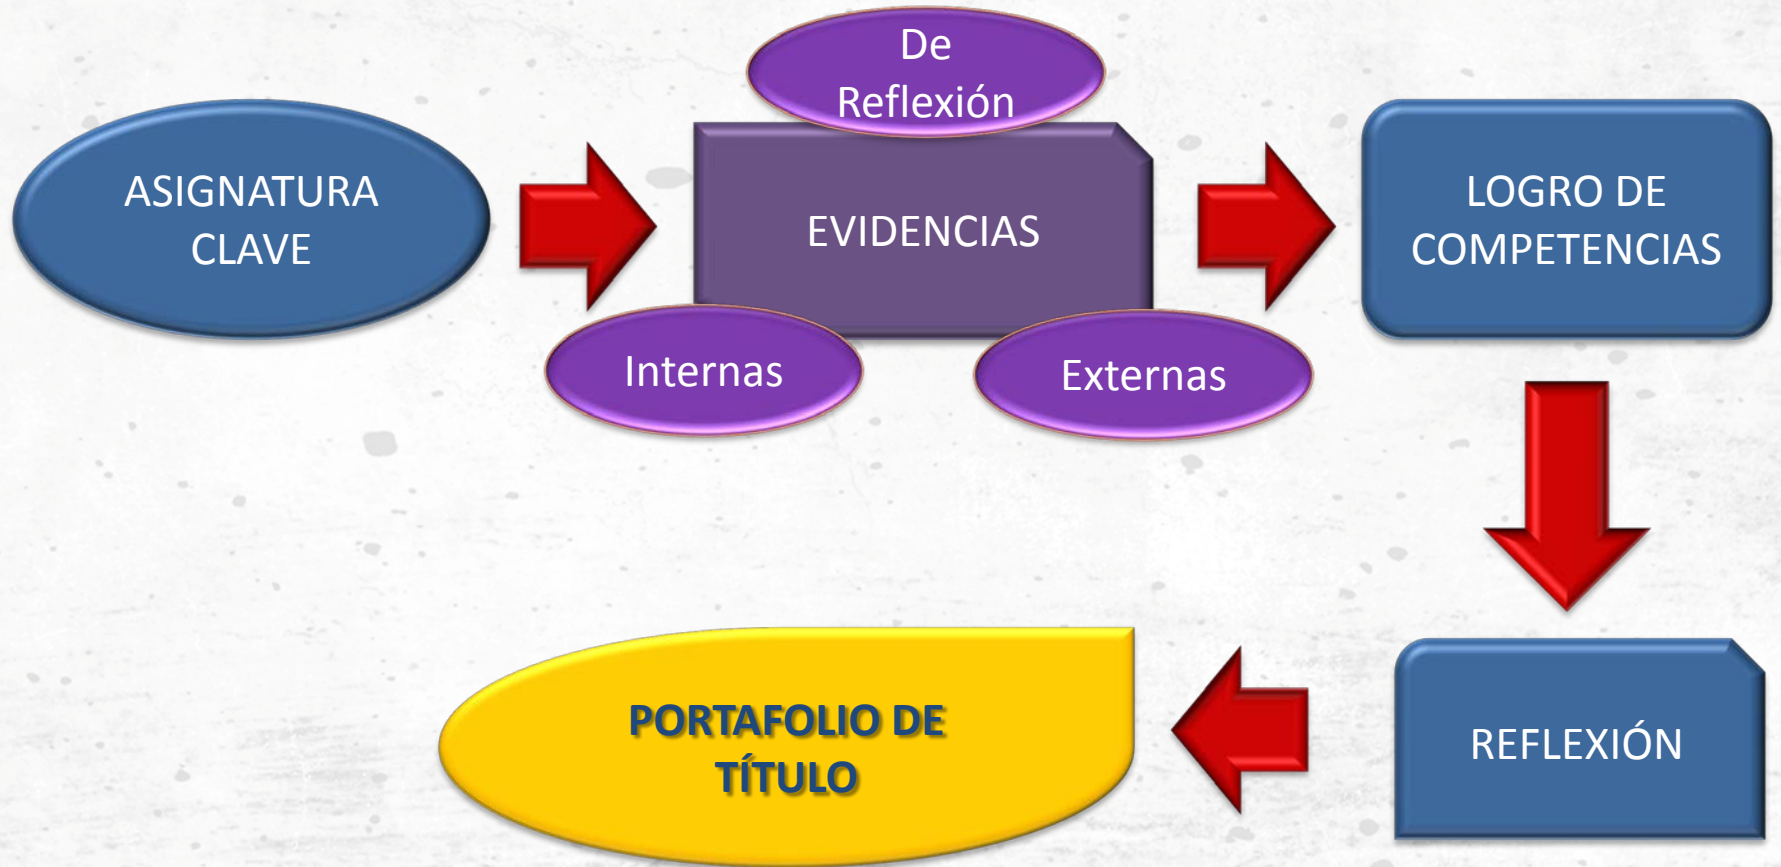 De
Reflexión
ASIGNATURA
CLAVE
EVIDENCIAS
LOGRO DE
COMPETENCIAS
Internas
Externas
PORTAFOLIO DE
TÍTULO
REFLEXIÓN